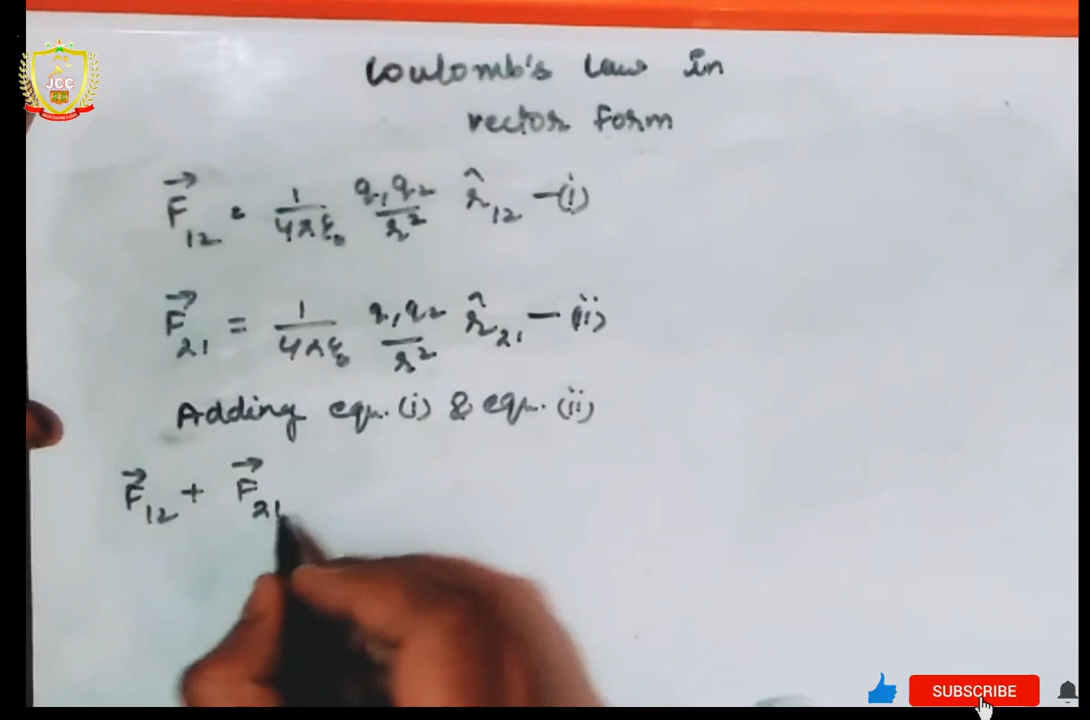 JCC
Coulomb's Law in
vector Form
F⃗₁₂ = 1/4πε₀ q₁q₂/r² r̂₁₂ —(i)
F⃗₂₁ = 1/4πε₀ q₁q₂/r² r̂₂₁ —(ii)
Adding eqn.(i) & eqn.(ii)
F⃗₁₂ + F⃗₂₁
SUBSCRIBE